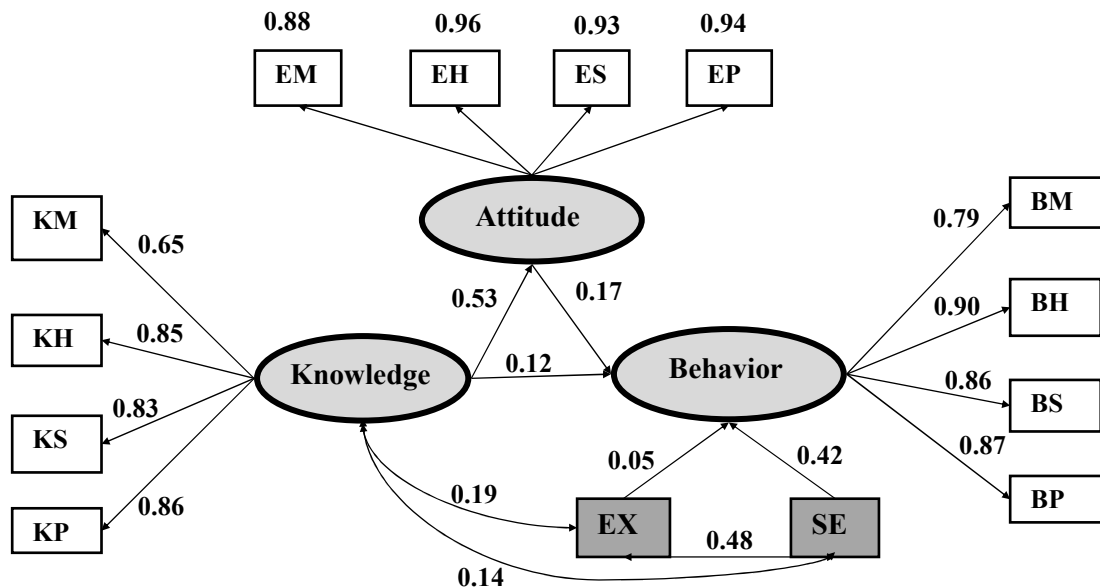 0.88 0.96 0.93 0.94
EM EH ES EP
Attitude
KM
0.65
KH
0.85
KS
0.83
KP
0.86
Knowledge
0.53
0.17
0.12
Behavior
BM
0.79
BH
0.90
BS
0.86
BP
0.87
0.05
0.42
0.19
EX
SE
0.48
0.14